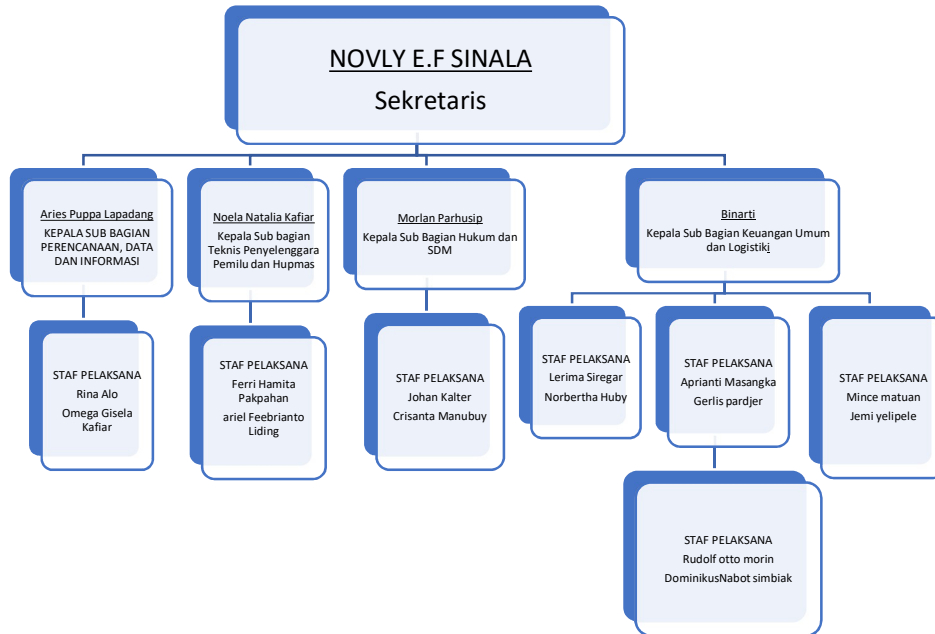 NOVLY E.F SINALA
Sekretaris
Aries Puppa Lapadang
KEPALA SUB BAGIAN
PERENCANAAN, DATA
DAN INFORMASI
Noela Natalia Kafiar
Kepala Sub bagian
Teknis Penyelenggara
Pemilu dan Hupmas
Morlan Parhusip
Kepala Sub Bagian Hukum dan
SDM
Binarti
Kepala Sub Bagian Keuangan Umum
dan Logistiki
STAF PELAKSANA
Rina Alo
Omega Gisela
Kafiar
STAF PELAKSANA
Ferri Hamita
Pakpahan
ariel Feebrianto
Liding
STAF PELAKSANA
Johan Kalter
Crisanta Manubuy
STAF PELAKSANA
Lerima Siregar
Norbertha Huby
STAF PELAKSANA
Aprianti Masangka
Gerlis pardjer
STAF PELAKSANA
Mince matuan
Jemi yelipele
STAF PELAKSANA
Rudolf otto morin
DominikusNabot simbiak